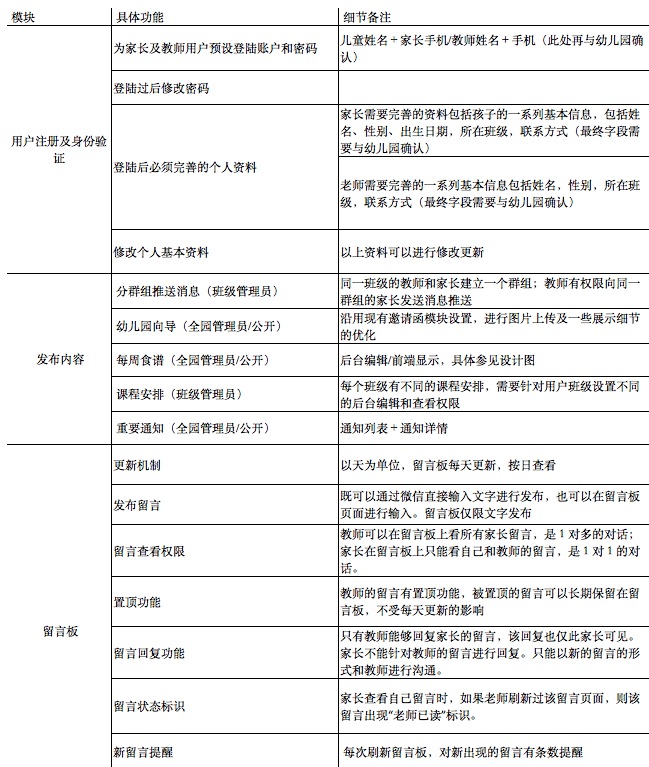 模块 具体功能 细节备注
为家长及教师用户预设登陆账户和密码 儿童姓名＋家长手机/教师姓名＋手机（此处再与幼儿园确
认）
登陆过后修改密码
用户注册及身份验
证
登陆后必须完善的个人资料
家长需要完善的资料包括孩子的一系列基本信息，包括姓
名、性别、出生日期，所在班级，联系方式（最终字段需
要与幼儿园确认）
老师需要完善的一系列基本信息包括姓名，性别，所在班
级，联系方式（最终字段需要与幼儿园确认）
修改个人基本资料 以上资料可以进行修改更新
发布内容
分群组推送消息（班级管理员） 同一班级的教师和家长建立一个群组；教师有权限向同一
群组的家长发送消息推送
幼儿园向导（全园管理员/公开） 沿用现有邀请函模块设置，进行图片上传及一些展示细节
的优化
每周食谱（全园管理员/公开） 后台编辑/前端显示，具体参见设计图
课程安排（班级管理员） 每个班级有不同的课程安排，需要针对用户班级设置不同
的后台编辑和查看权限
重要通知（全园管理员/公开） 通知列表＋通知详情
留言板
更新机制 以天为单位，留言板每天更新，按日查看
发布留言 既可以通过微信直接输入文字进行发布，也可以在留言板
页面进行输入。留言板仅限文字发布
留言查看权限 教师可以在留言板上看所有家长留言，是１对多的对话；
家长在留言板上只能看自己和教师的留言，是１对１的对
话。
置顶功能 教师的留言有置顶功能，被置顶的留言可以长期保留在留
言板，不受每天更新的影响
留言回复功能 只有教师能够回复家长的留言，该回复也仅此家长可见。
家长不能针对教师的留言进行回复。只能以新的留言的形
式和教师进行沟通。
留言状态标识 家长查看自己留言时，如果老师刷新过该留言页面，则该
留言出现“老师已读”标识。
新留言提醒 每次刷新留言板，对新出现的留言有条数提醒